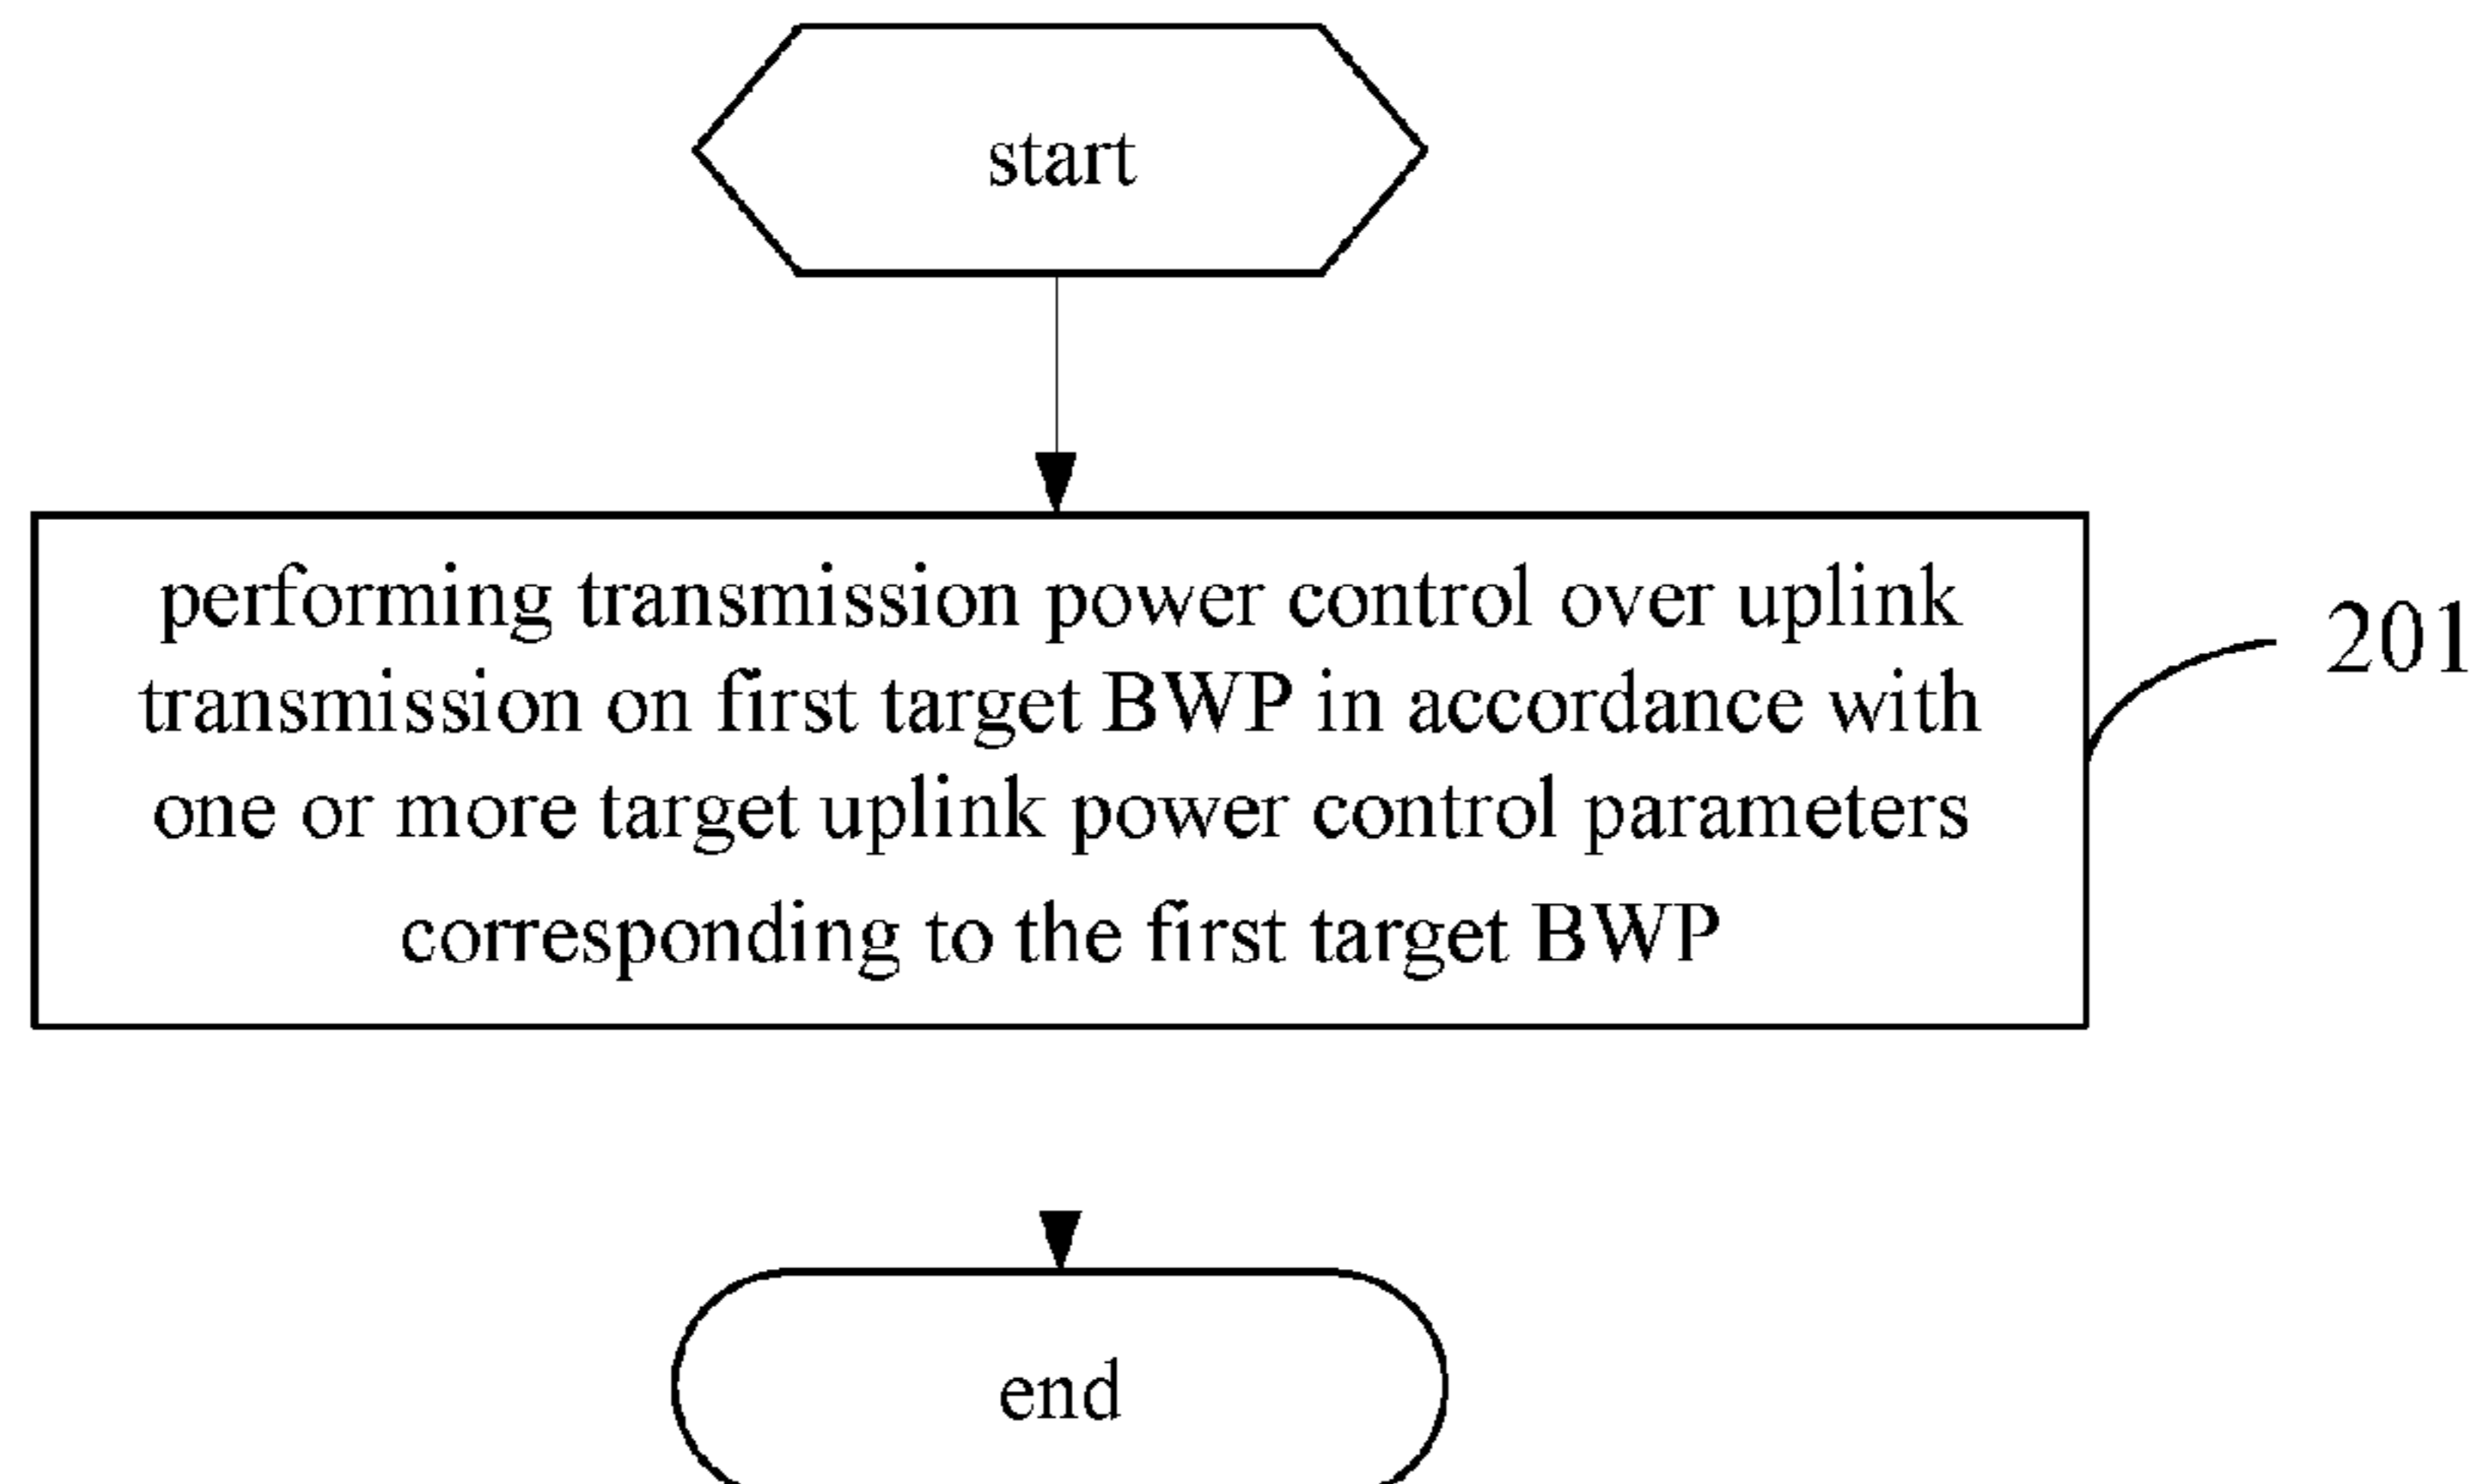 start
performing transmission power control over uplink
transmission on first target BWP in accordance with
one or more target uplink power control parameters
corresponding to the first target BWP
201
end